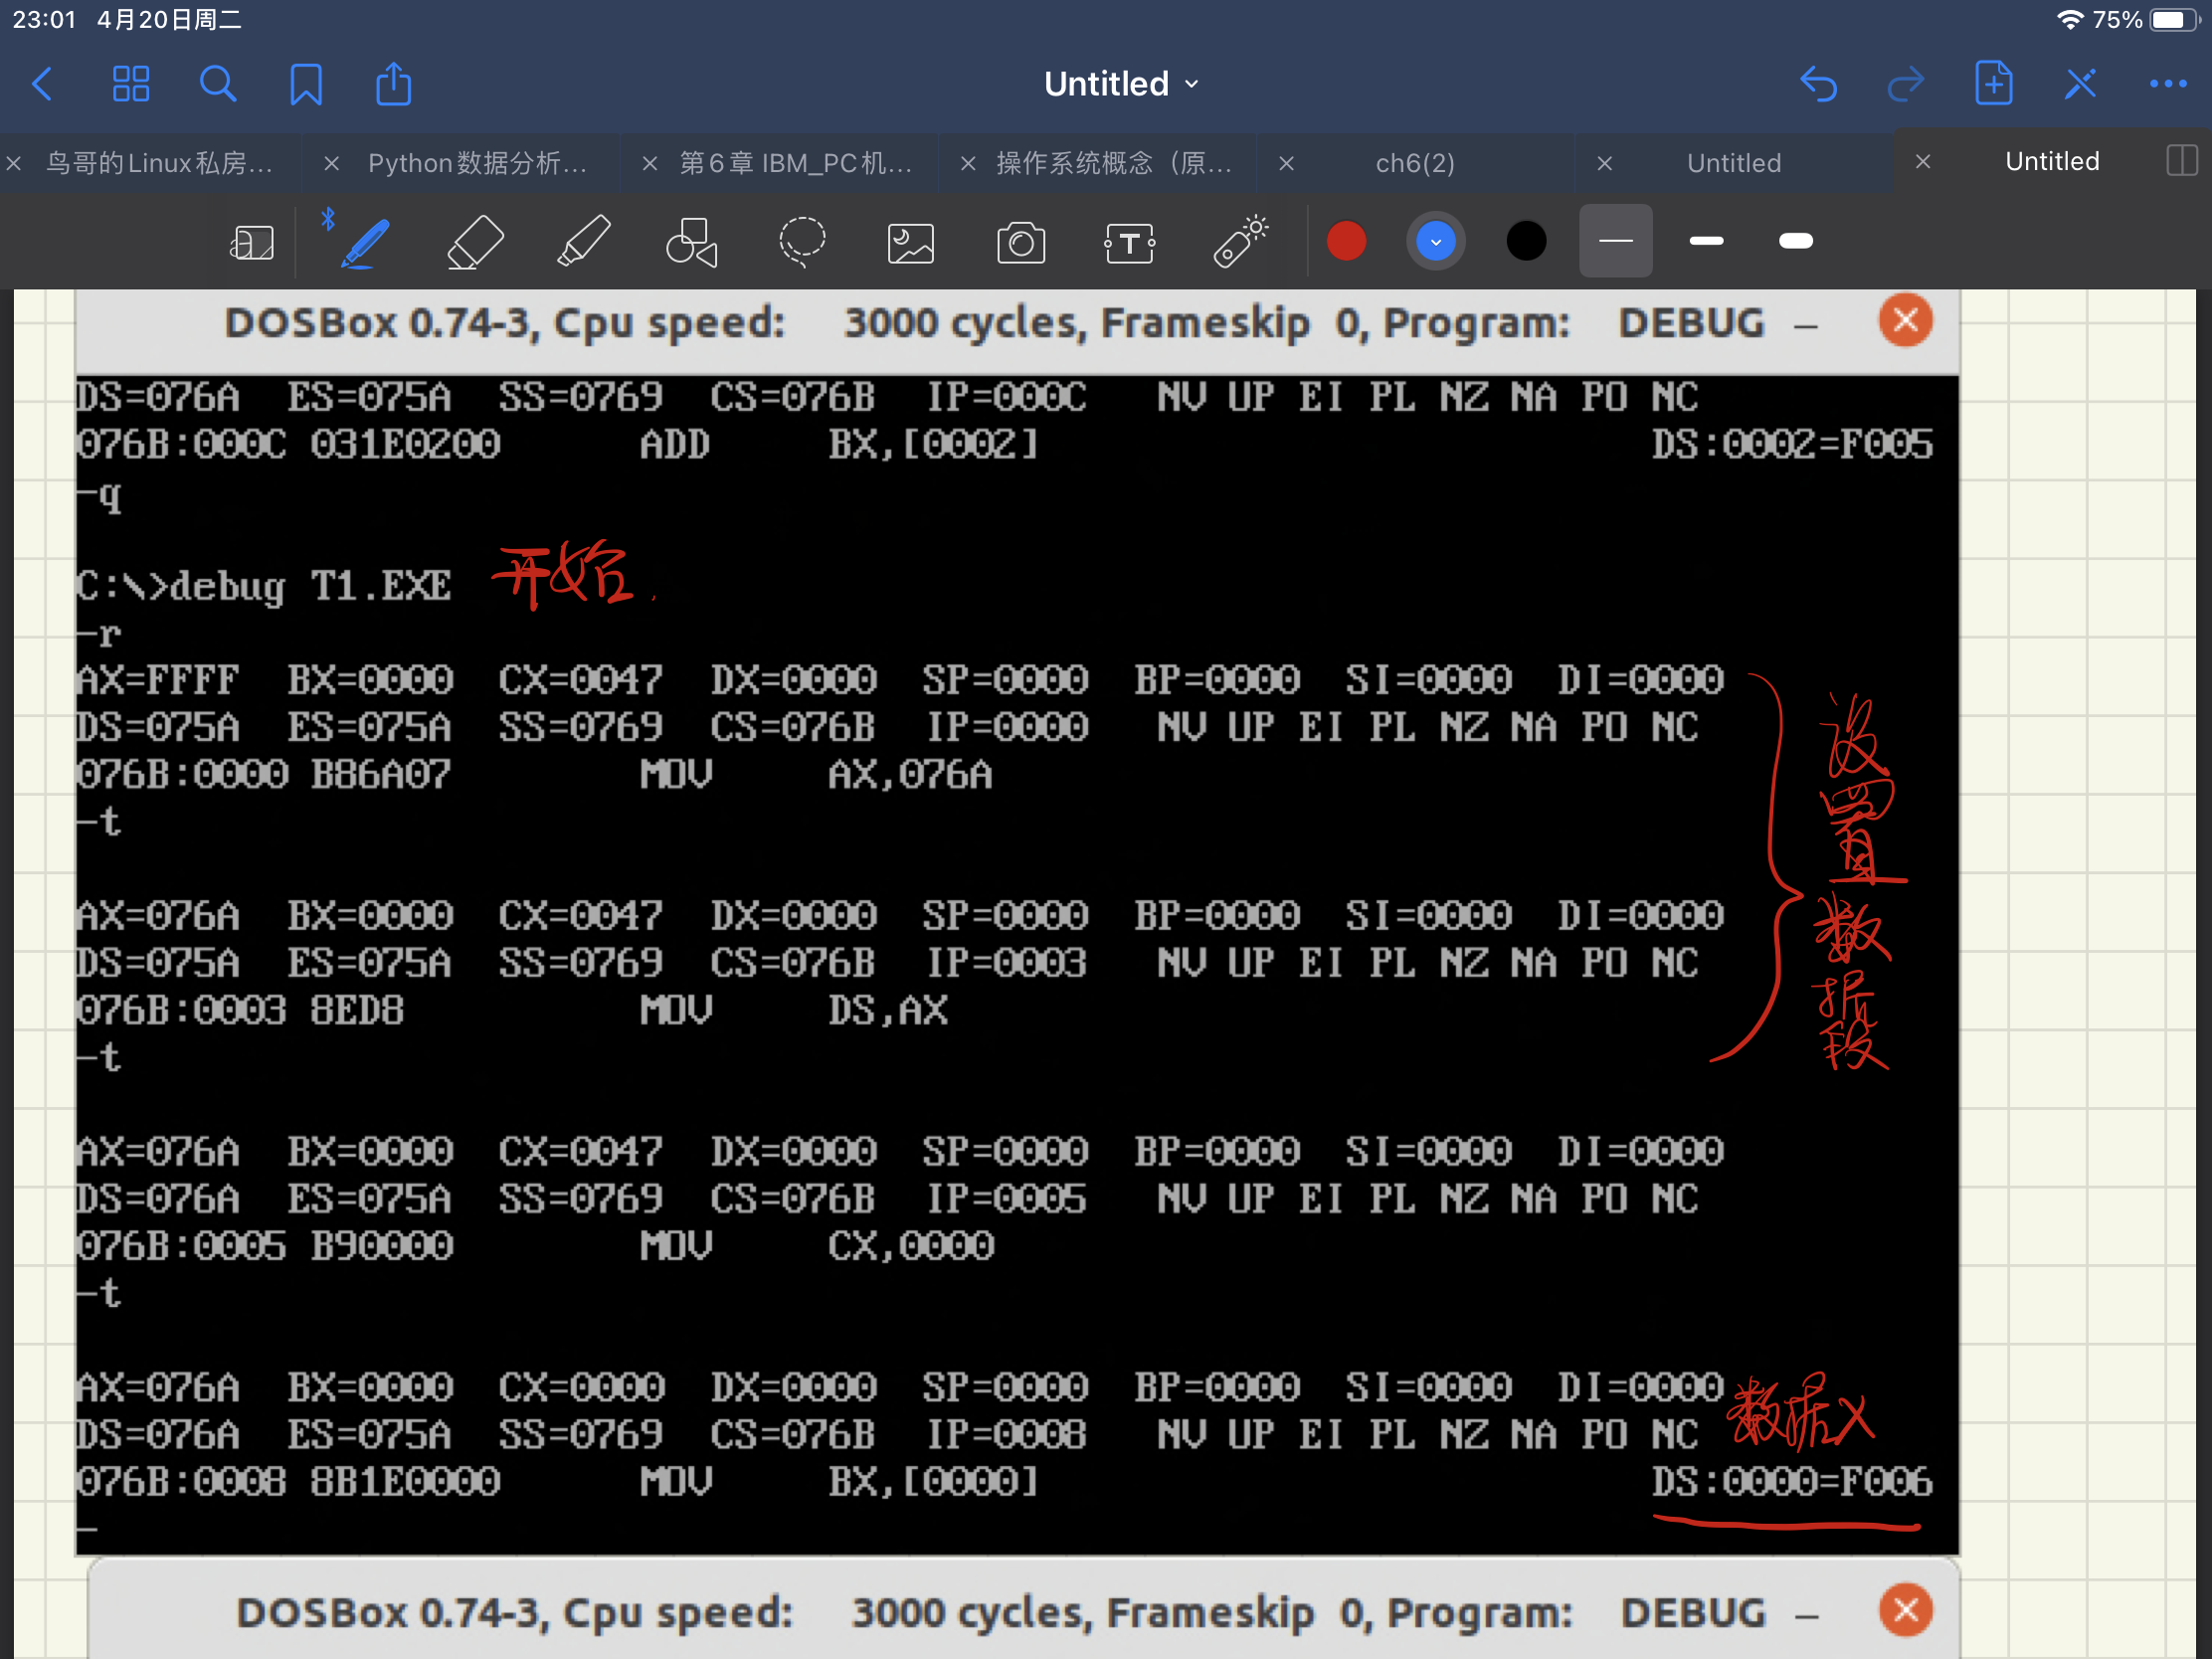 23:01 4月20日周二 75%
Untitled
鸟哥的Linux私房... Python数据分析... 第6章 IBM_PC机... 操作系统概念（原... ch6(2) Untitled Untitled
DOSBox 0.74-3, Cpu speed: 3000 cycles, Frameskip 0, Program: DEBUG
DS=076A ES=075A SS=0769 CS=076B IP=000C NV UP EI PL NZ NA PO NC
076B:000C 031E0200 ADD BX,[0002] DS:0002=F005
-q
C:\>debug T1.EXE 开始.
-r
AX=FFFF BX=0000 CX=0047 DX=0000 SP=0000 BP=0000 SI=0000 DI=0000
DS=075A ES=075A SS=0769 CS=076B IP=0000 NV UP EI PL NZ NA PO NC
076B:0000 B86A07 MOV AX,076A
-t
AX=076A BX=0000 CX=0047 DX=0000 SP=0000 BP=0000 SI=0000 DI=0000
DS=075A ES=075A SS=0769 CS=076B IP=0003 NV UP EI PL NZ NA PO NC
076B:0003 8ED8 MOV DS,AX
-t
设置数据段
AX=076A BX=0000 CX=0047 DX=0000 SP=0000 BP=0000 SI=0000 DI=0000
DS=076A ES=075A SS=0769 CS=076B IP=0005 NV UP EI PL NZ NA PO NC
076B:0005 B90000 MOV CX,0000
-t
AX=076A BX=0000 CX=0000 DX=0000 SP=0000 BP=0000 SI=0000 DI=0000
DS=076A ES=075A SS=0769 CS=076B IP=0008 NV UP EI PL NZ NA PO NC 数据X
076B:0008 8B1E0000 MOV BX,[0000] DS:0000=F006
-
DOSBox 0.74-3, Cpu speed: 3000 cycles, Frameskip 0, Program: DEBUG